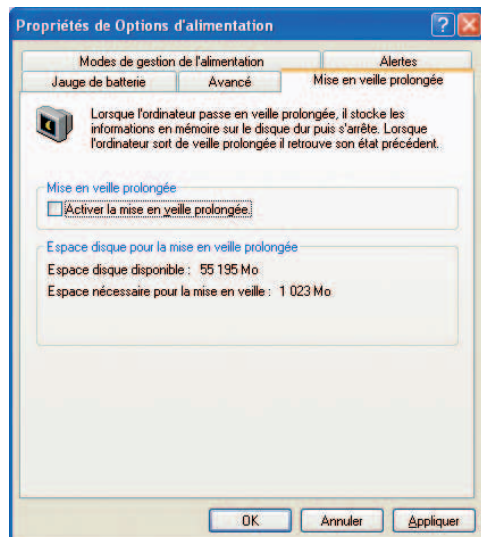 Propriétés de Options d'alimentation
Modes de gestion de l'alimentation
Alertes
Jauge de batterie
Avancé
Mise en veille prolongée
Lorsque l'ordinateur passe en veille prolongée, il stocke les
informations en mémoire sur le disque dur puis s'arrête. Lorsque
l'ordinateur sort de veille prolongée il retrouve son état précédent.
Mise en veille prolongée
Activer la mise en veille prolongée.
Espace disque pour la mise en veille prolongée
Espace disque disponible : 55 195 Mo
Espace nécessaire pour la mise en veille : 1 023 Mo
OK
Annuler
Appliquer